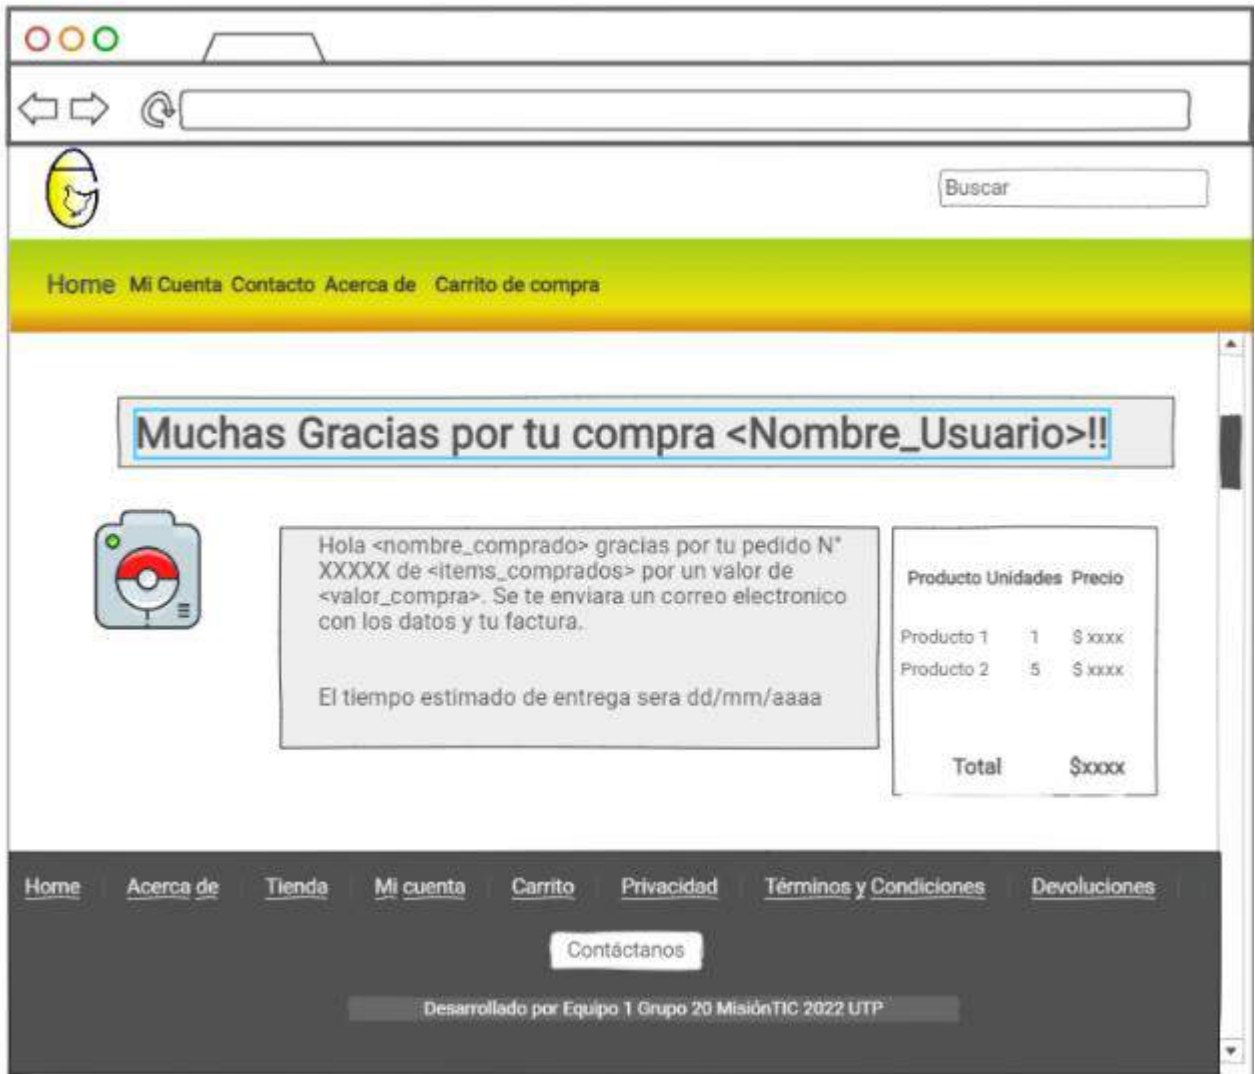 Buscar
Home Mi Cuenta Contacto Acerca de Carrito de compra
Muchas Gracias por tu compra <Nombre_Usuario>!!
Hola <nombre_comprado> gracias por tu pedido N°
XXXXX de <items_comprados> por un valor de
<valor_compra>. Se te enviara un correo electronico
con los datos y tu factura.
El tiempo estimado de entrega sera dd/mm/aaaa
Producto Unidades Precio
Producto 1 1 $ xxxx
Producto 2 5 $ xxxx
Total $xxxx
Home Acerca de Tienda Mi cuenta Carrito Privacidad Términos y Condiciones Devoluciones
Contáctanos
Desarrollado por Equipo 1 Grupo 20 MisiónTIC 2022 UTP